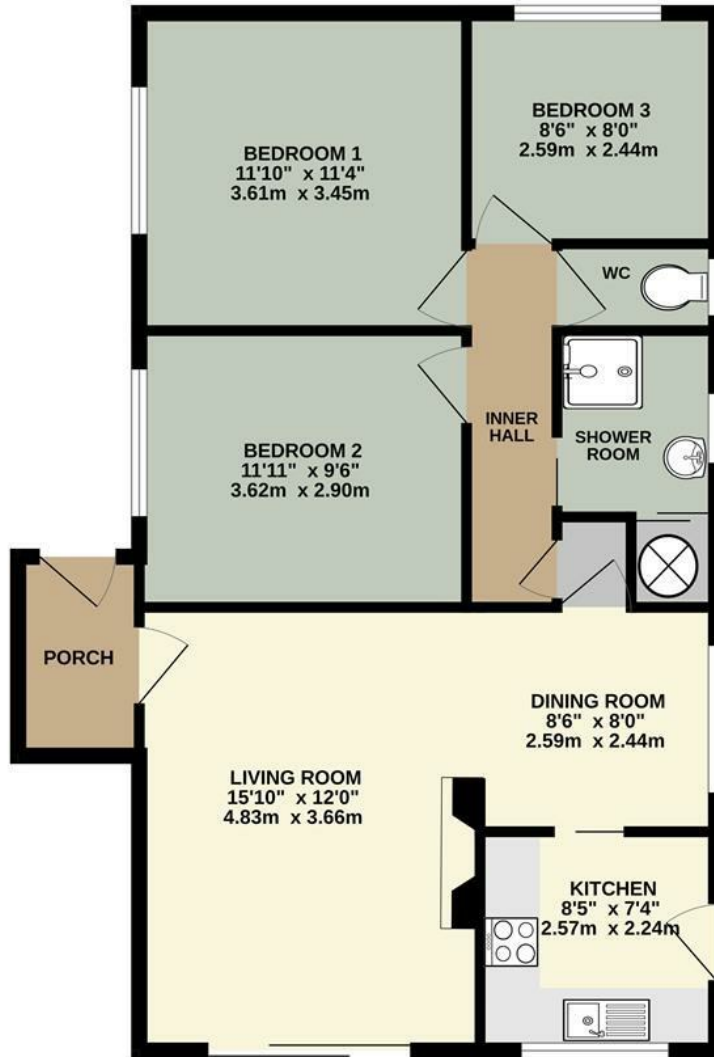 BEDROOM 1
11'10" x 11'4"
3.61m x 3.45m
BEDROOM 3
8'6" x 8'0"
2.59m x 2.44m
WC
BEDROOM 2
11'11" x 9'6"
3.62m x 2.90m
INNER
HALL
SHOWER
ROOM
PORCH
DINING ROOM
8'6" x 8'0"
2.59m x 2.44m
LIVING ROOM
15'10" x 12'0"
4.83m x 3.66m
KITCHEN
8'5" x 7'4"
2.57m x 2.24m